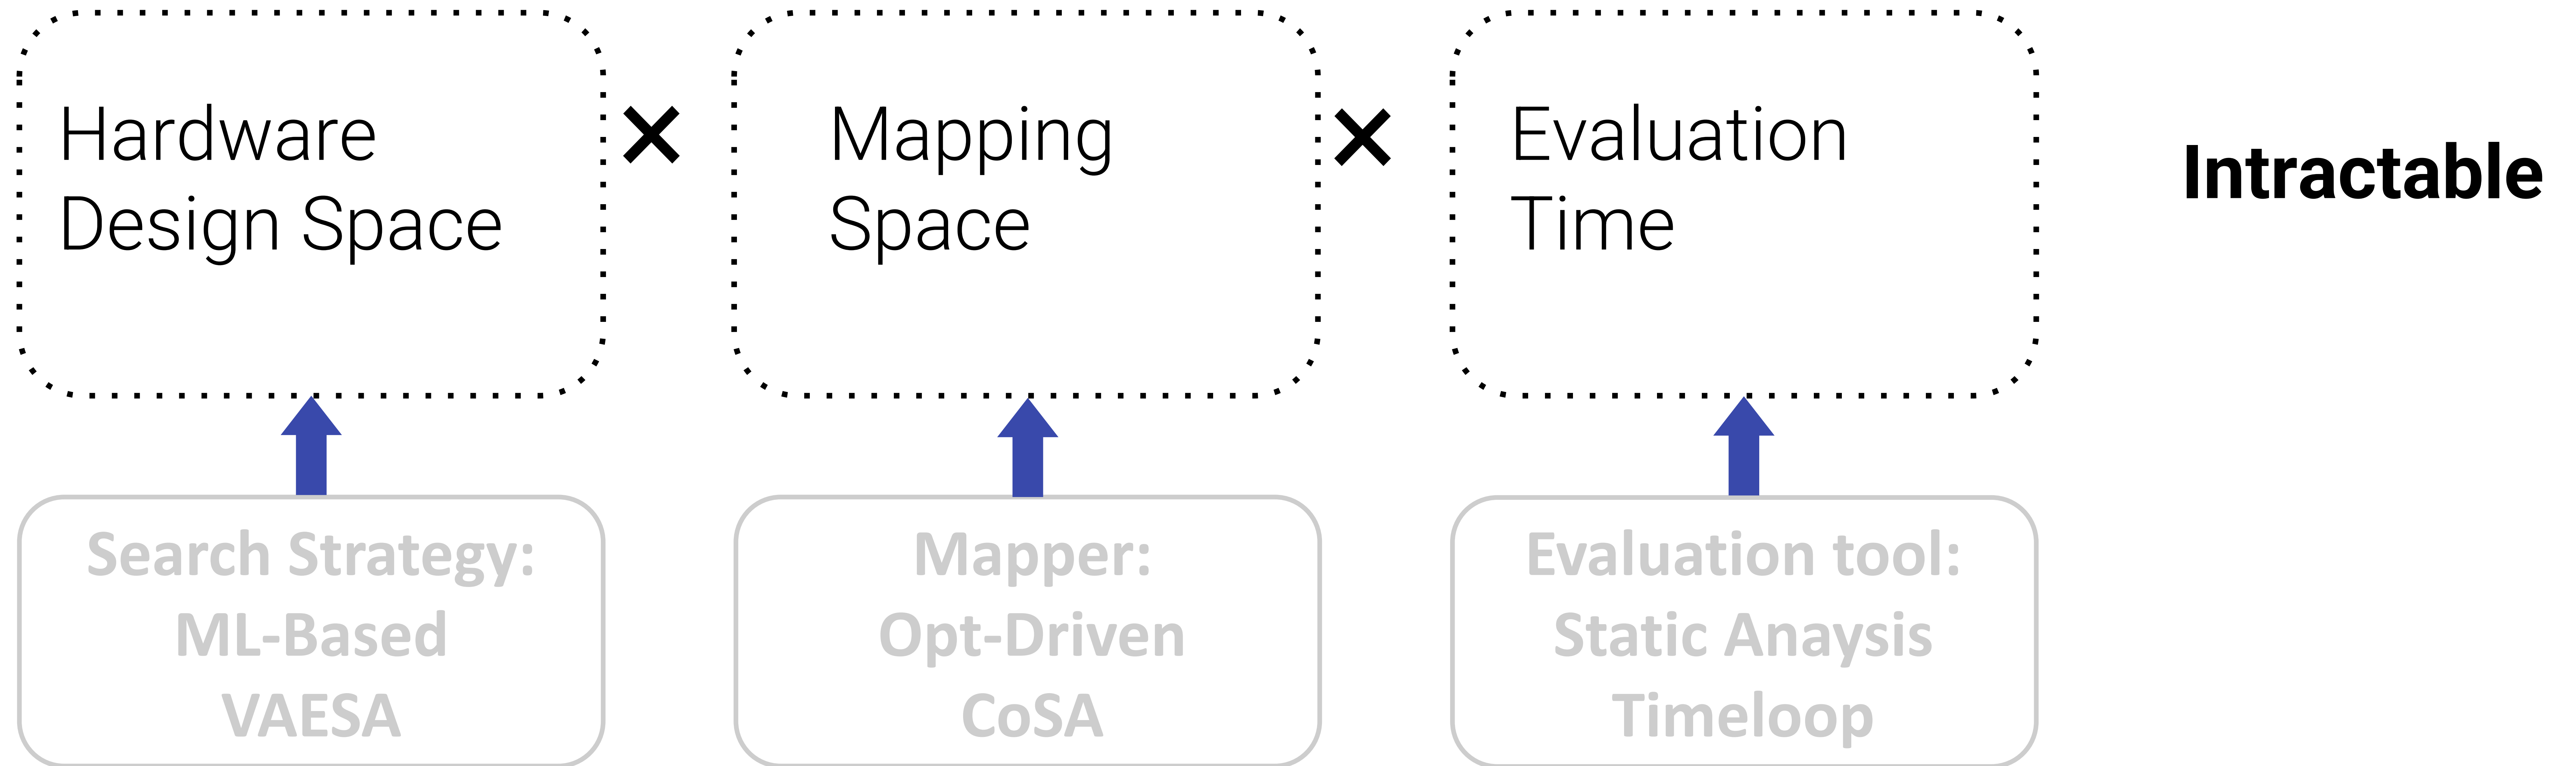 Hardware
Design Space
×
Mapping
Space
×
Evaluation
Time
Intractable
Search Strategy:
ML-Based
VAESA
Mapper:
Opt-Driven
CoSA
Evaluation tool:
Static Anaysis
Timeloop